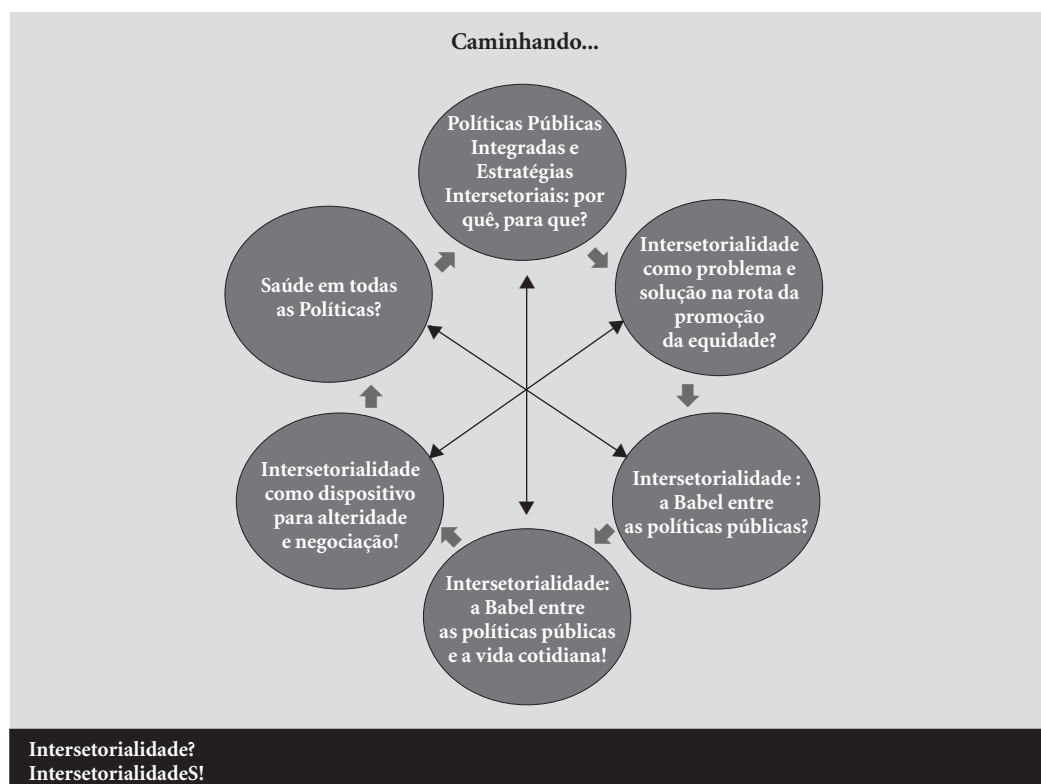 Caminhando...
Políticas Públicas
Integradas e
Estratégias
Intersetoriais: por
quê, para que?
Intersetorialidade
como problema e
solução na rota da
promoção
da equidade?
Intersetorialidade :
a Babel entre
as políticas públicas?
Intersetorialidade:
a Babel entre
as políticas públicas
e a vida cotidiana!
Intersetorialidade
como dispositivo
para alteridade
e negociação!
Saúde em todas
as Políticas?
Intersetorialidade?
IntersetorialidadeS!